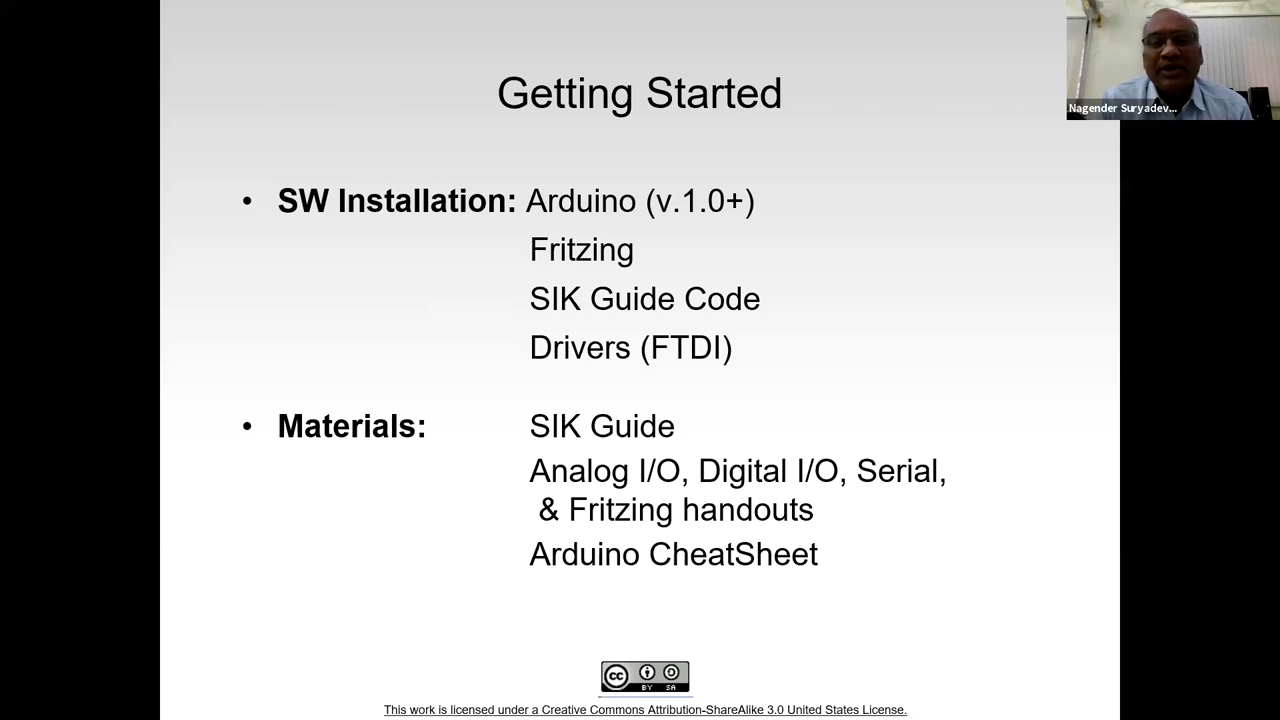 Getting Started
Nagender Suryadev...
• SW Installation: Arduino (v.1.0+)
Fritzing
SIK Guide Code
Drivers (FTDI)
• Materials: SIK Guide
Analog I/O, Digital I/O, Serial,
& Fritzing handouts
Arduino CheatSheet
cc
BY SA
This work is licensed under a Creative Commons Attribution-ShareAlike 3.0 United States License.